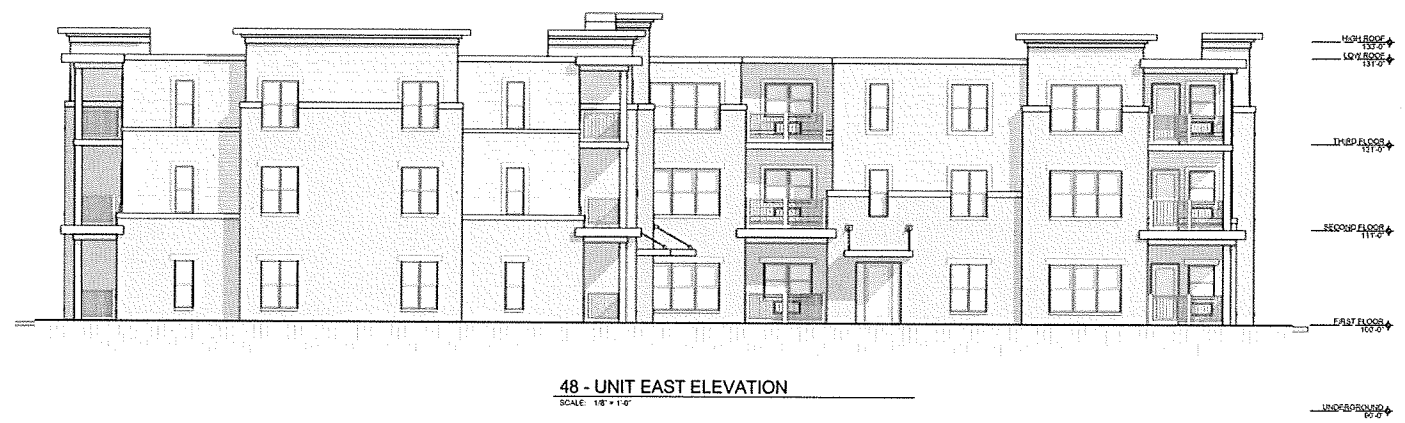 HIGH ROOF
133'-0"
LOW ROOF
131'-0"
THIRD FLOOR
121'-0"
SECOND FLOOR
111'-0"
FIRST FLOOR
100'-0"
48 - UNIT EAST ELEVATION
SCALE: 1/8" = 1'-0"
UNDERGROUND
90'-0"